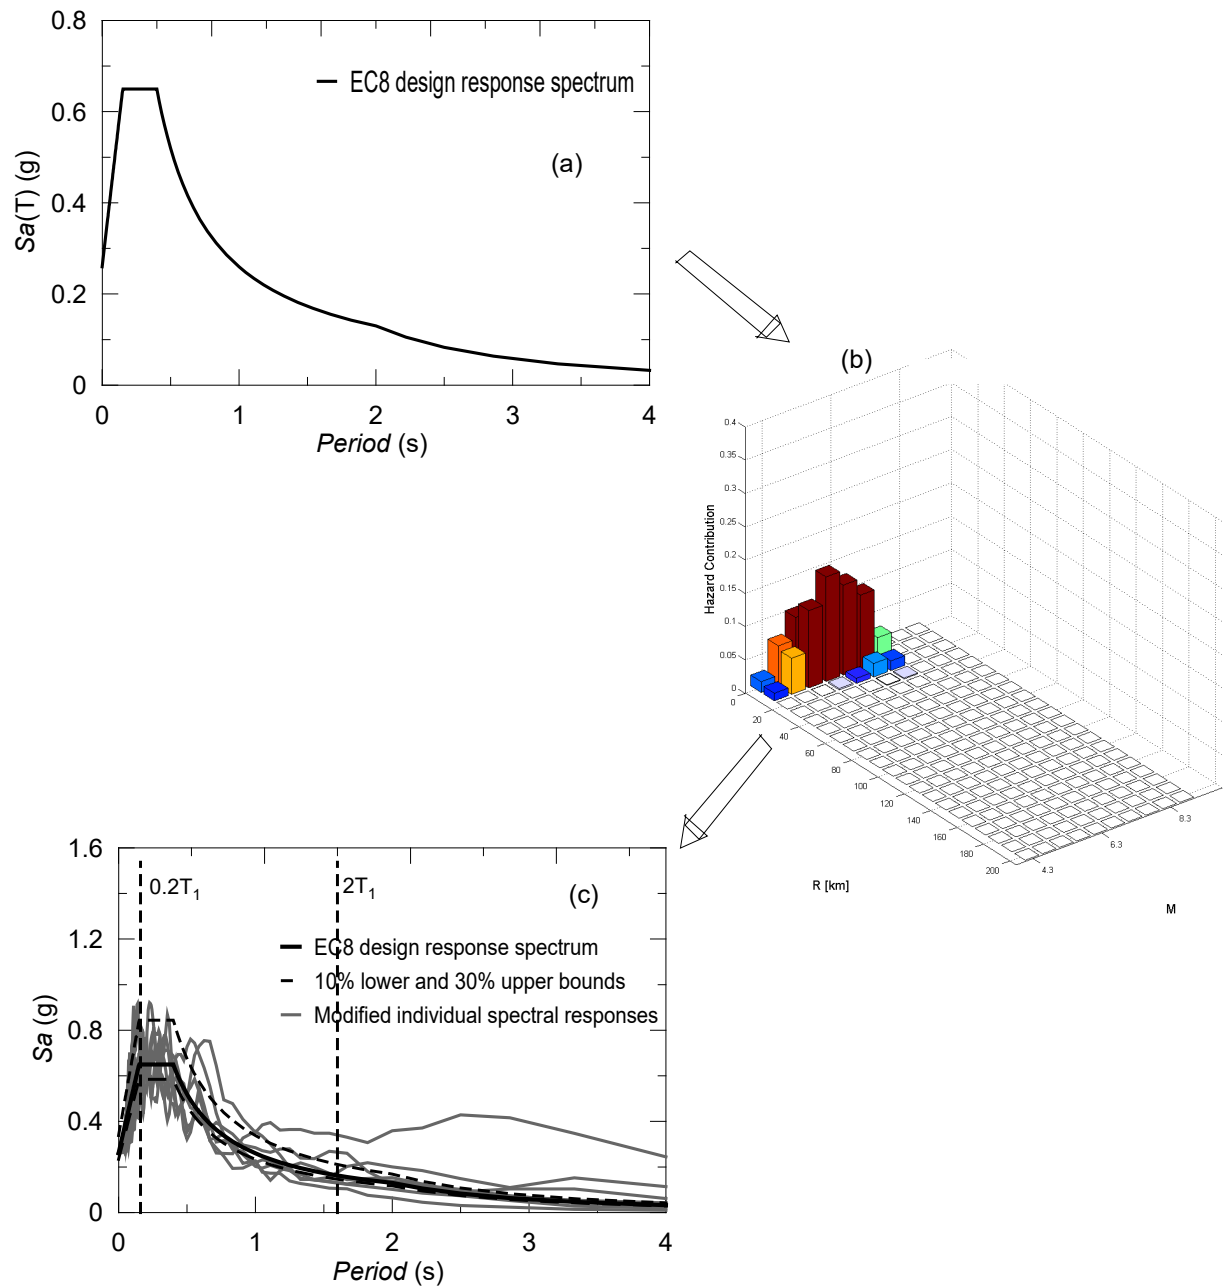 0.8
EC8 design response spectrum
0.6
(a)
Sa(T) (g)
0.4
0.2
0
0 1 2 3 4
Period (s)
(b)
0.4
0.35
0.3
0.25
0.2
0.15
0.1
0.05
0
Hazard Contribution
0
20
40
60
80
100
120
140
160
180
200
R [km]
4.3
6.3
8.3
M
1.6
0.2T1
2T1
(c)
1.2
EC8 design response spectrum
10% lower and 30% upper bounds
Modified individual spectral responses
Sa (g)
0.8
0.4
0
0 1 2 3 4
Period (s)